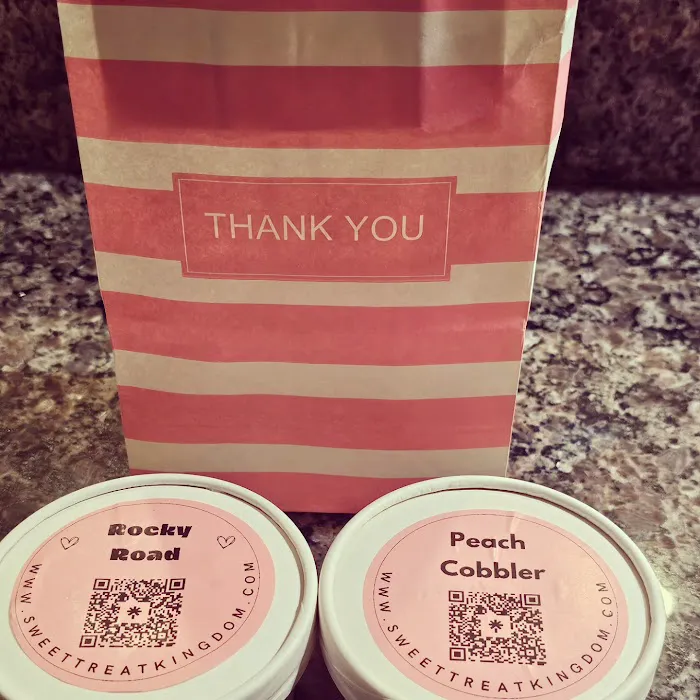 THANK YOU
Rocky
Road
WWW.SWEETTREATKINGDOM.COM
Peach
Cobbler
WWW.SWEETTREATKINGDOM.COM